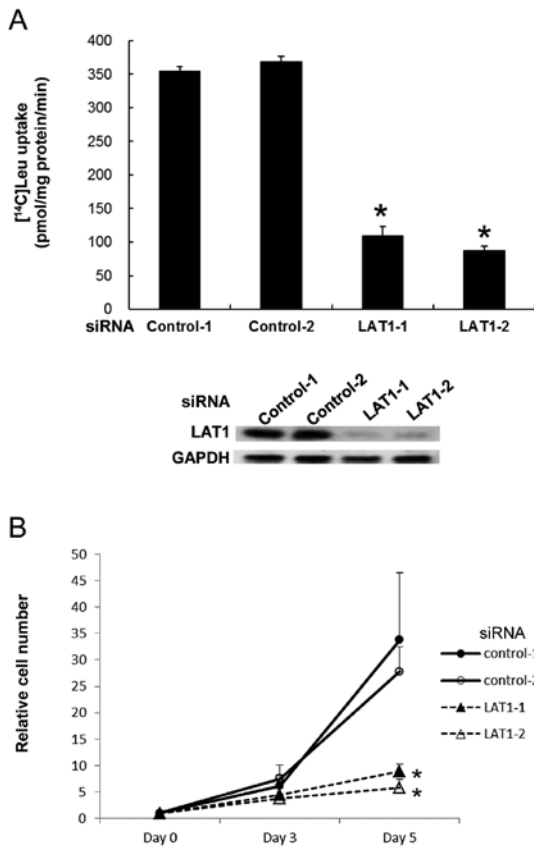 A
400
350
300
250
200
150
100
50
0
[¹⁴C]Leu uptake
(pmol/mg protein/min)
*
*
siRNA Control-1 Control-2 LAT1-1 LAT1-2
siRNA Control-1 Control-2 LAT1-1 LAT1-2
LAT1
GAPDH
B
50
45
40
35
30
25
20
15
10
5
0
Relative cell number
*
*
Day 0 Day 3 Day 5
siRNA
control-1
control-2
LAT1-1
LAT1-2